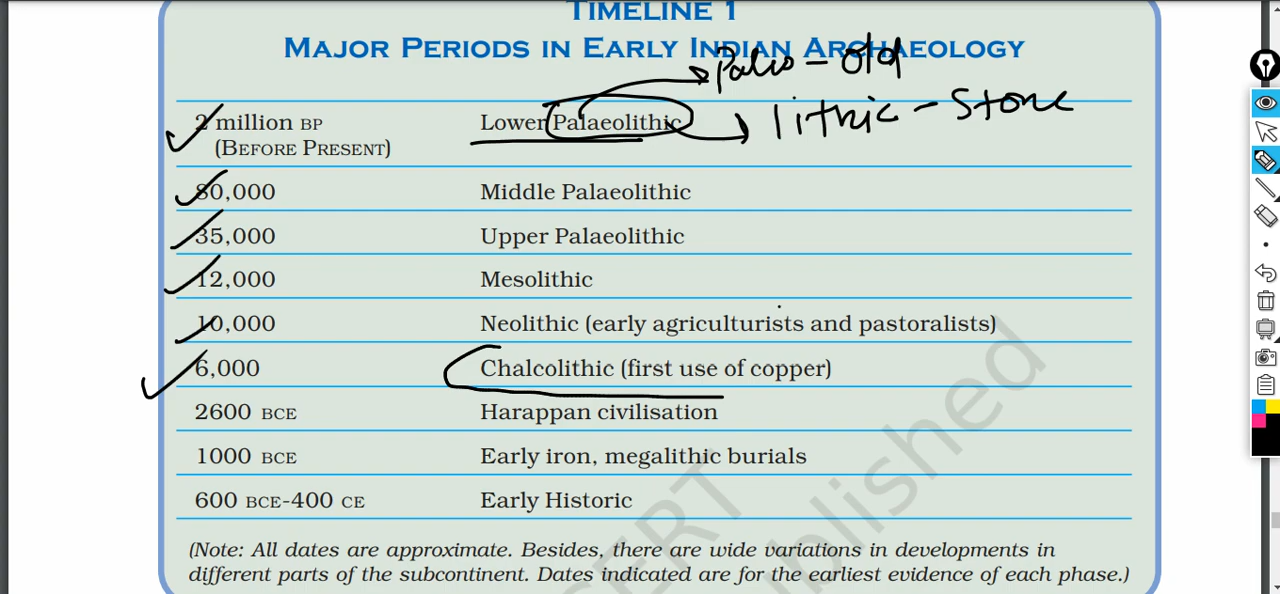 TIMELINE 1
MAJOR PERIODS IN EARLY INDIAN ARCHAEOLOGY
Palio - Old
lithic - Stone
2 million BP Lower Palaeolithic
(BEFORE PRESENT)
80,000 Middle Palaeolithic
35,000 Upper Palaeolithic
12,000 Mesolithic
10,000 Neolithic (early agriculturists and pastoralists)
6,000 Chalcolithic (first use of copper)
2600 BCE Harappan civilisation
1000 BCE Early iron, megalithic burials
600 BCE-400 CE Early Historic
(Note: All dates are approximate. Besides, there are wide variations in developments in
different parts of the subcontinent. Dates indicated are for the earliest evidence of each phase.)